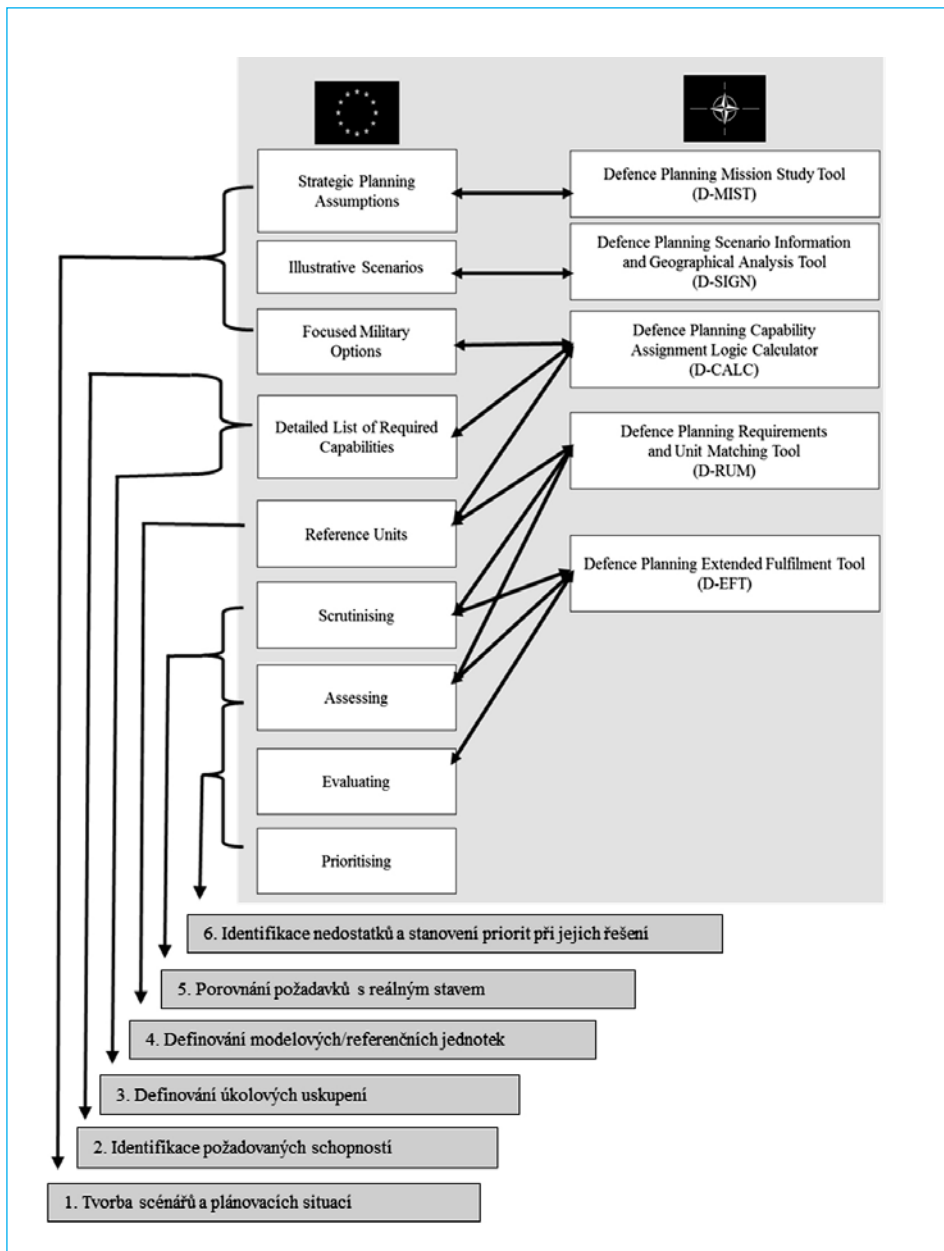 Strategic Planning
Assumptions
Illustrative Scenarios
Focused Military
Options
Detailed List of Required
Capabilities
Reference Units
Scrutinising
Assessing
Evaluating
Prioritising
Defence Planning Mission Study Tool
(D-MIST)
Defence Planning Scenario Information
and Geographical Analysis Tool
(D-SIGN)
Defence Planning Capability
Assignment Logic Calculator
(D-CALC)
Defence Planning Requirements
and Unit Matching Tool
(D-RUM)
Defence Planning Extended Fulfilment Tool
(D-EFT)
6. Identifikace nedostatků a stanovení priorit při jejich řešení
5. Porovnání požadavků s reálným stavem
4. Definování modelových/referenčních jednotek
3. Definování úkolových uskupení
2. Identifikace požadovaných schopností
1. Tvorba scénářů a plánovacích situací